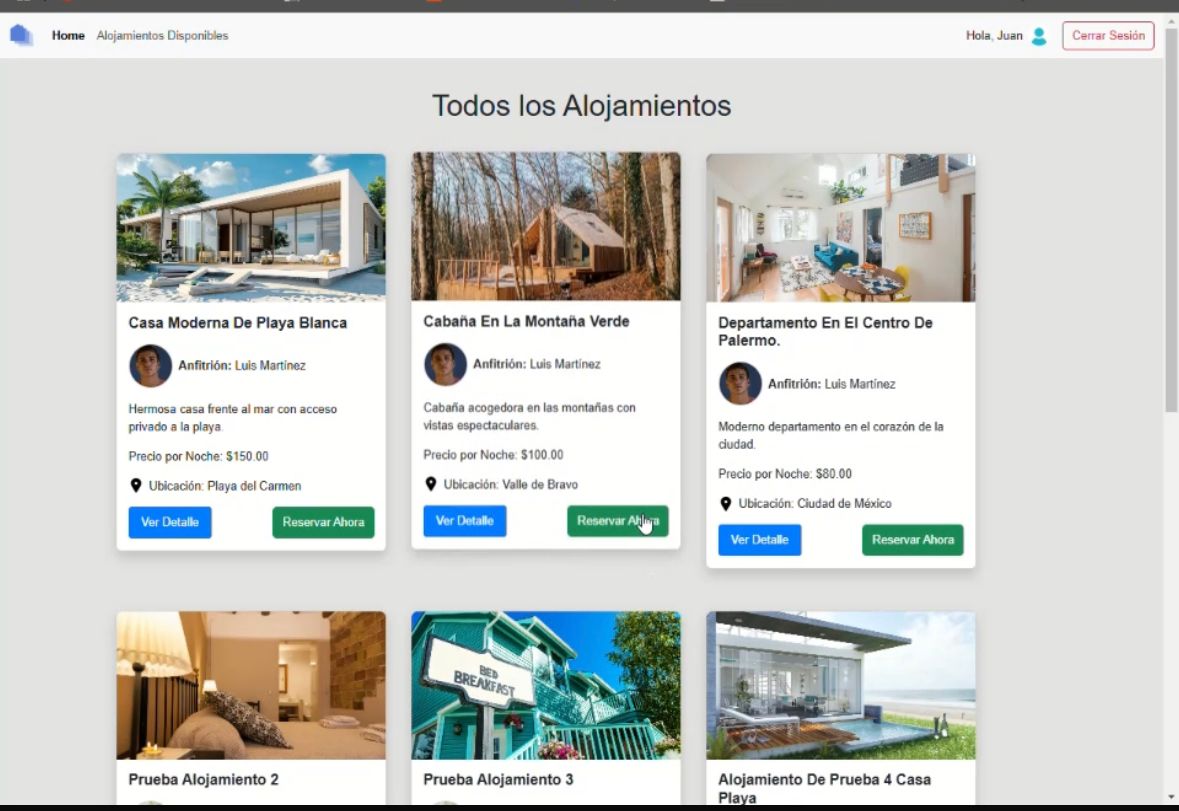 Home Alojamientos Disponibles Hola, Juan Cerrar Sesión
Todos los Alojamientos
Casa Moderna De Playa Blanca
Anfitrión: Luis Martínez
Hermosa casa frente al mar con acceso
privado a la playa.
Precio por Noche: $150.00
Ubicación: Playa del Carmen
Ver Detalle Reservar Ahora
Cabaña En La Montaña Verde
Anfitrión: Luis Martínez
Cabaña acogedora en las montañas con
vistas espectaculares.
Precio por Noche: $100.00
Ubicación: Valle de Bravo
Ver Detalle Reservar Ahora
Departamento En El Centro De
Palermo.
Anfitrión: Luis Martínez
Moderno departamento en el corazón de la
ciudad.
Precio por Noche: $80.00
Ubicación: Ciudad de México
Ver Detalle Reservar Ahora
Prueba Alojamiento 2
BED
BREAKFAST
Prueba Alojamiento 3
Alojamiento De Prueba 4 Casa
Playa